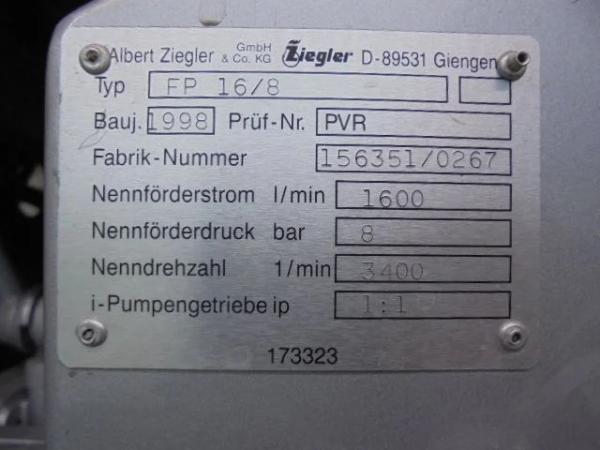 Albert Ziegler GmbH & Co. KG Ziegler D-89531 Giengen
Typ FP 16/8
Bauj. 1998 Prüf-Nr. PVR
Fabrik-Nummer 156351/0267
Nennförderstrom l/min 1600
Nennförderdruck bar 8
Nenndrehzahl 1/min 3400
i-Pumpengetriebe ip 1:1
173323